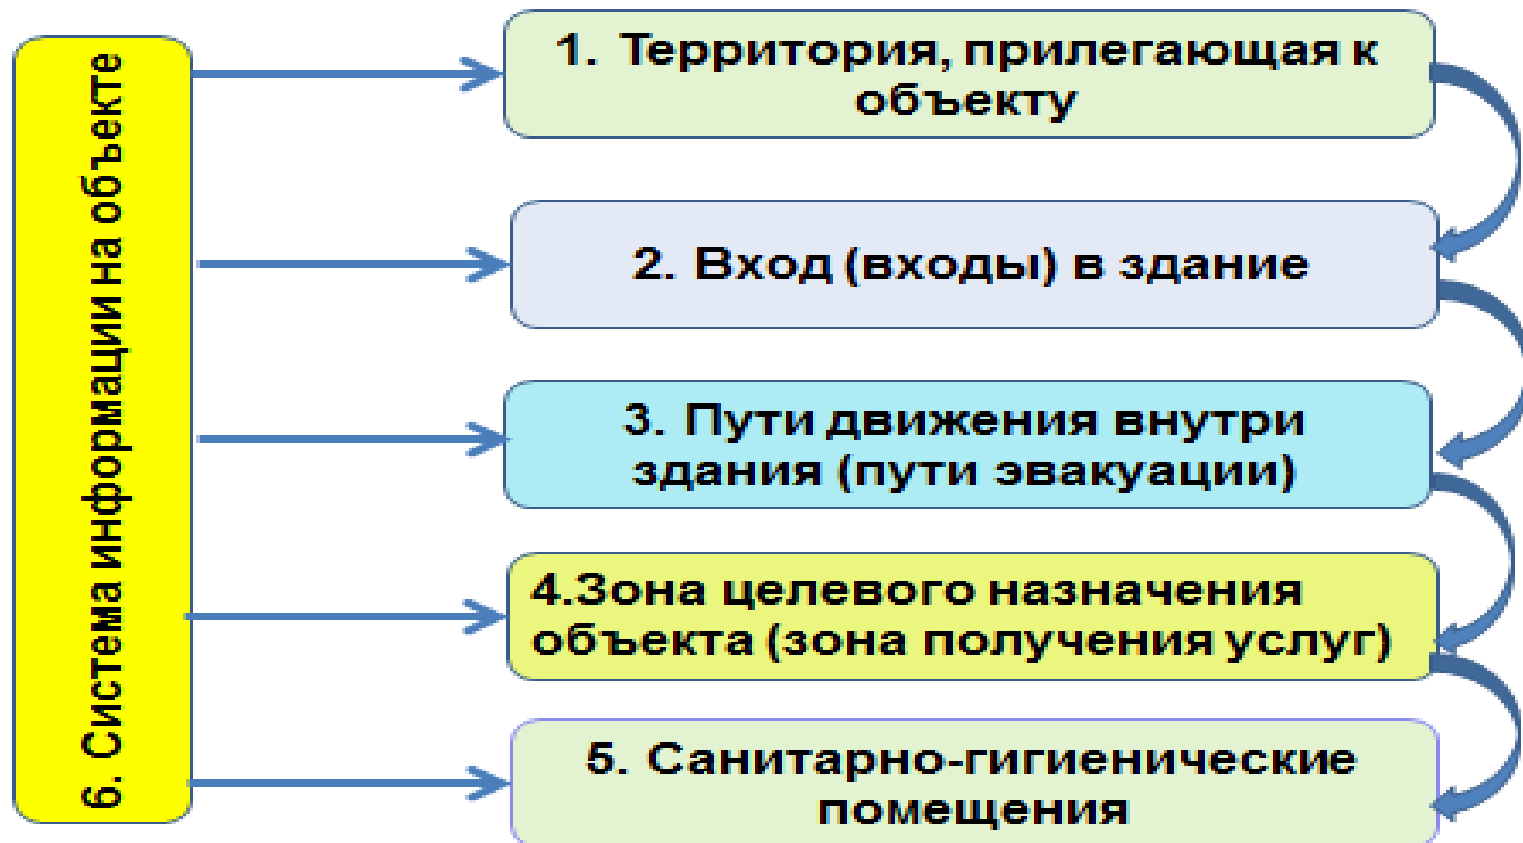 6. Система информации на объекте
1. Территория, прилегающая к
объекту
2. Вход (входы) в здание
3. Пути движения внутри
здания (пути эвакуации)
4.Зона целевого назначения
объекта (зона получения услуг)
5. Санитарно-гигиенические
помещения